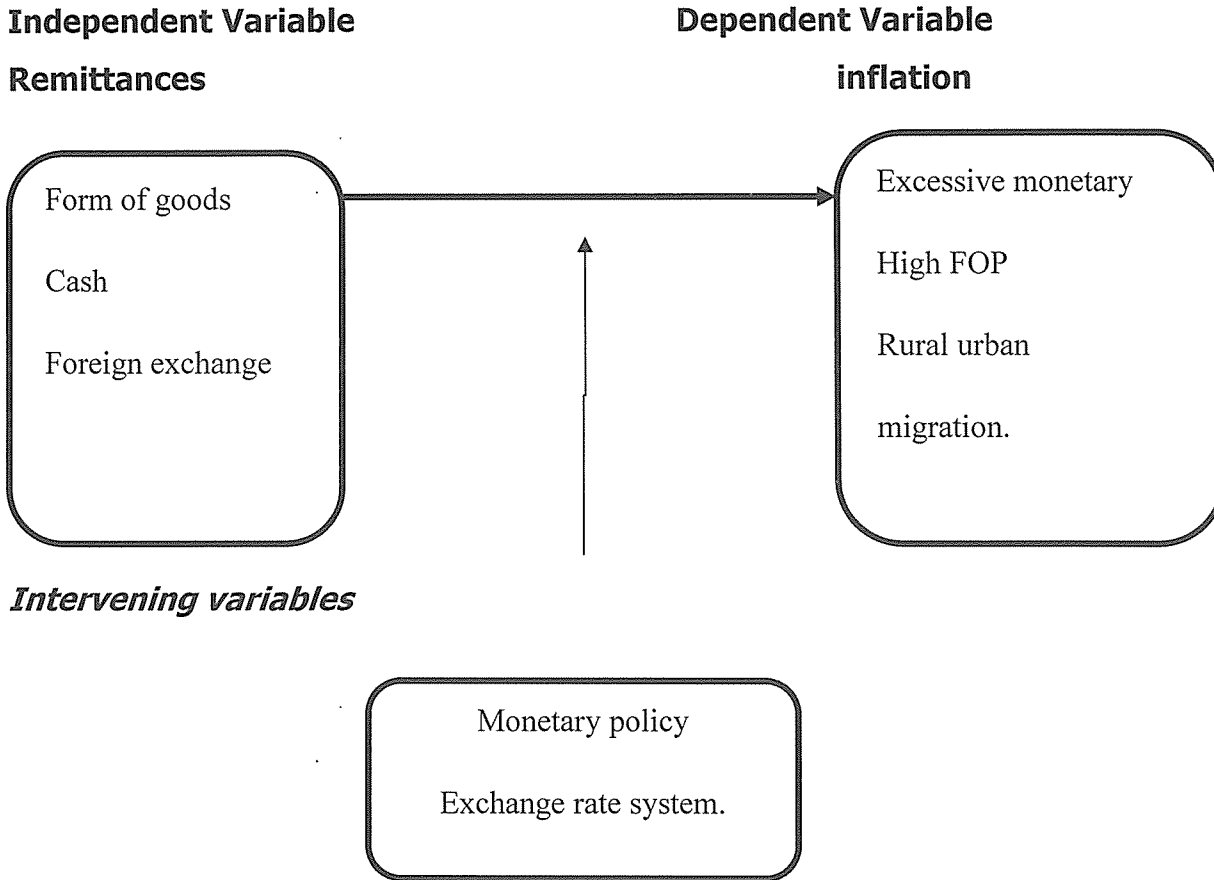 Independent Variable
Dependent Variable
Remittances
inflation
Form of goods
Cash
Foreign exchange
Excessive monetary
High FOP
Rural urban
migration.
Intervening variables
Monetary policy
Exchange rate system.